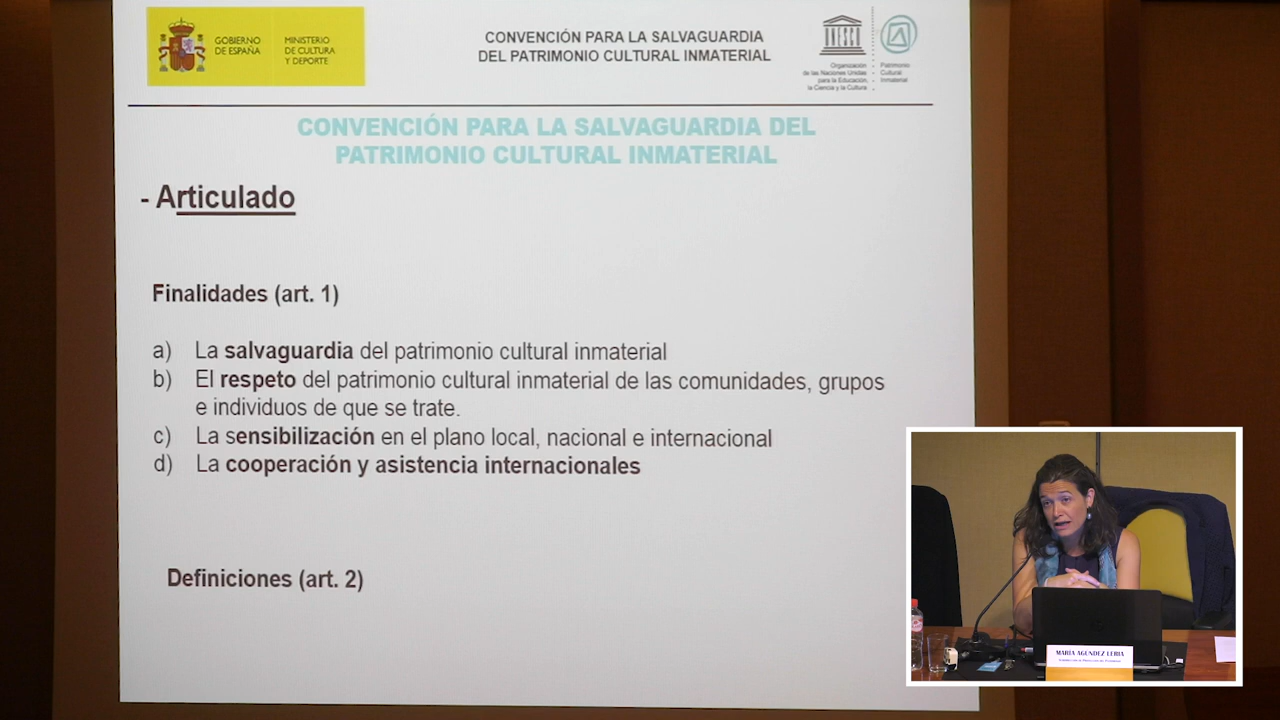 GOBIERNO
DE ESPAÑA
MINISTERIO
DE CULTURA
Y DEPORTE
CONVENCIÓN PARA LA SALVAGUARDIA
DEL PATRIMONIO CULTURAL INMATERIAL
UNESCO
Organización
de las Naciones Unidas
para la Educación,
la Ciencia y la Cultura
Patrimonio
Cultural
Inmaterial
CONVENCIÓN PARA LA SALVAGUARDIA DEL
PATRIMONIO CULTURAL INMATERIAL
- Articulado
Finalidades (art. 1)
a) La salvaguardia del patrimonio cultural inmaterial
b) El respeto del patrimonio cultural inmaterial de las comunidades, grupos
e individuos de que se trate.
c) La sensibilización en el plano local, nacional e internacional
d) La cooperación y asistencia internacionales
Definiciones (art. 2)
MARÍA AGÚNDEZ LERIA